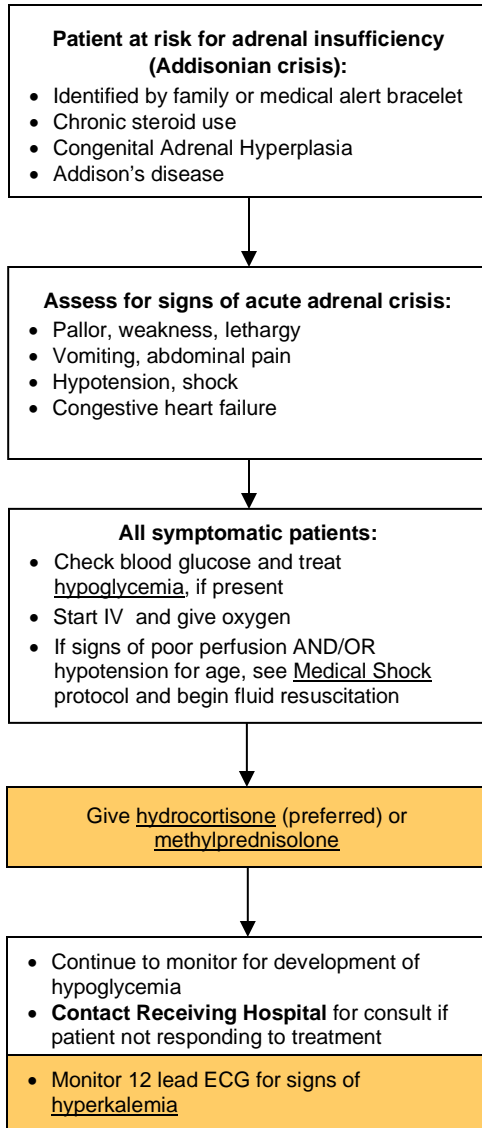 Patient at risk for adrenal insufficiency
(Addisonian crisis):
• Identified by family or medical alert bracelet
• Chronic steroid use
• Congenital Adrenal Hyperplasia
• Addison's disease
Assess for signs of acute adrenal crisis:
• Pallor, weakness, lethargy
• Vomiting, abdominal pain
• Hypotension, shock
• Congestive heart failure
All symptomatic patients:
• Check blood glucose and treat
hypoglycemia, if present
• Start IV and give oxygen
• If signs of poor perfusion AND/OR
hypotension for age, see Medical Shock
protocol and begin fluid resuscitation
Give hydrocortisone (preferred) or
methylprednisolone
• Continue to monitor for development of
hypoglycemia
• Contact Receiving Hospital for consult if
patient not responding to treatment
• Monitor 12 lead ECG for signs of
hyperkalemia